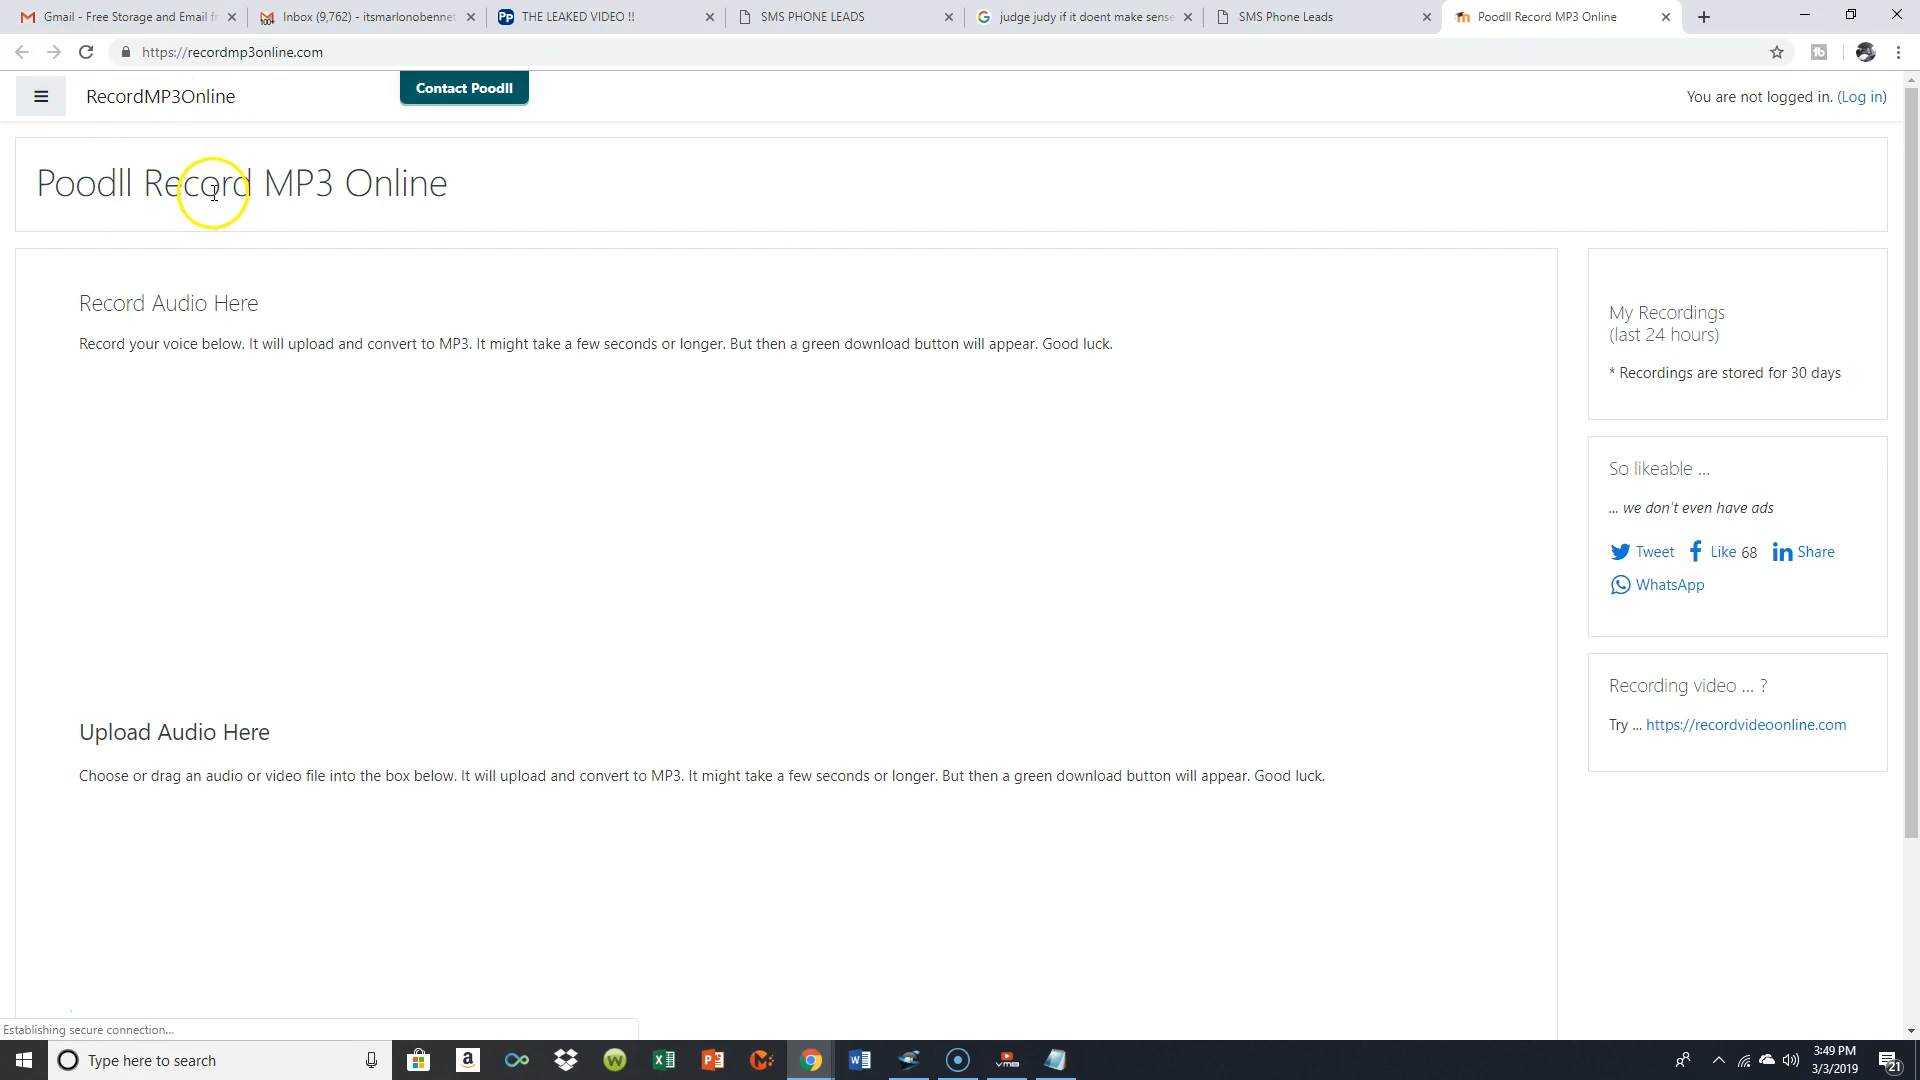 Gmail - Free Storage and Email fr
Inbox (9,762) - itsmarlonobennet
THE LEAKED VIDEO !!
SMS PHONE LEADS
judge judy if it doent make sense
SMS Phone Leads
Poodll Record MP3 Online
https://recordmp3online.com
RecordMP3Online
Contact Poodll
You are not logged in. (Log in)
Poodll Record MP3 Online
Record Audio Here
Record your voice below. It will upload and convert to MP3. It might take a few seconds or longer. But then a green download button will appear. Good luck.
My Recordings
(last 24 hours)
* Recordings are stored for 30 days
So likeable ...
... we don't even have ads
Tweet Like 68 Share
WhatsApp
Recording video ... ?
Try ... https://recordvideoonline.com
Upload Audio Here
Choose or drag an audio or video file into the box below. It will upload and convert to MP3. It might take a few seconds or longer. But then a green download button will appear. Good luck.
Establishing secure connection...
Type here to search
3:49 PM
3/3/2019
21